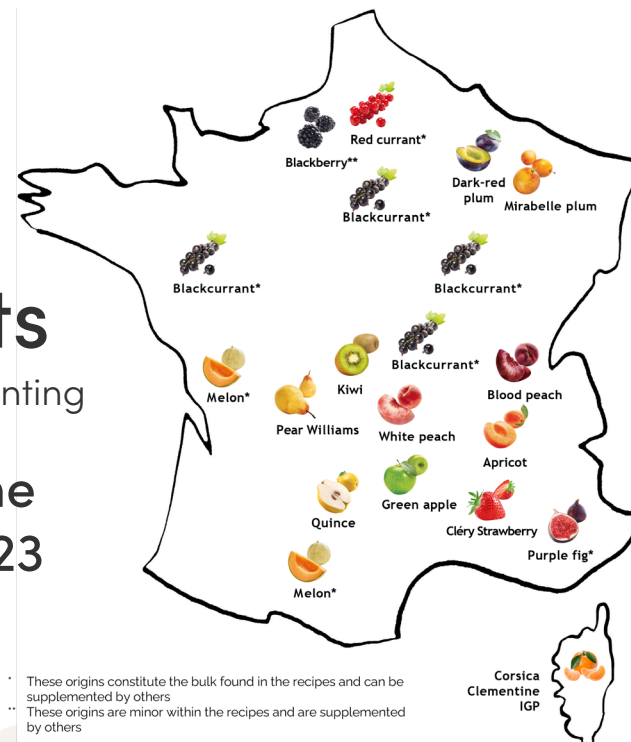 Red currant*
Blackberry**
Dark-red
plum
Mirabelle plum
Blackcurrant*
Blackcurrant*
Blackcurrant*
ts
nting
ne
23
Blackcurrant*
Kiwi
Melon*
Blood peach
Pear Williams
White peach
Apricot
Green apple
Quince
Cléry Strawberry
Purple fig*
Melon*
Corsica
Clementine
IGP
* These origins constitute the bulk found in the recipes and can be
supplemented by others
** These origins are minor within the recipes and are supplemented
by others